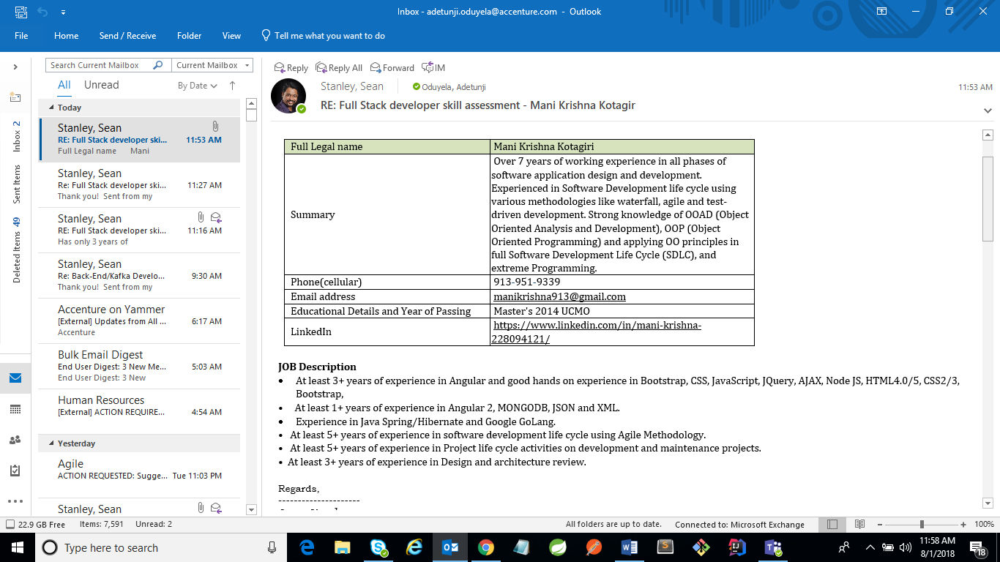 Inbox - adetunji.oduyela@accenture.com - Outlook
File Home Send / Receive Folder View Tell me what you want to do
Search Current Mailbox Current Mailbox
All Unread By Date
Today
Stanley, Sean
RE: Full Stack developer ski... 11:53 AM
Full Legal name Mani
Stanley, Sean
Re: Full Stack developer ski... 11:27 AM
Thank you! Sent from my
Stanley, Sean
RE: Full Stack developer ski... 11:16 AM
Has only 3 years of
Stanley, Sean
Re: Back-End/Kafka Develo... 9:30 AM
Thank you! Sent from my
Accenture on Yammer
[External] Updates from All ... 6:17 AM
Accenture
Bulk Email Digest
End User Digest: 3 New Me... 5:03 AM
End User Digest: 3 New
Human Resources
[External] ACTION REQUIRE... 4:54 AM
Yesterday
Agile
ACTION REQUESTED: Sugge... Tue 11:03 PM
Stanley, Sean
Inbox 2
Sent Items
Deleted Items 49
Reply Reply All Forward IM
Stanley, Sean Oduyela, Adetunji 11:53 AM
RE: Full Stack developer skill assessment - Mani Krishna Kotagir
Full Legal name Mani Krishna Kotagiri
Summary
Over 7 years of working experience in all phases of
software application design and development.
Experienced in Software Development life cycle using
various methodologies like waterfall, agile and test-
driven development. Strong knowledge of OOAD (Object
Oriented Analysis and Development), OOP (Object
Oriented Programming) and applying OO principles in
full Software Development Life Cycle (SDLC), and
extreme Programming.
Phone(cellular) 913-951-9339
Email address manikrishna913@gmail.com
Educational Details and Year of Passing Master's 2014 UCMO
LinkedIn https://www.linkedin.com/in/mani-krishna-
228094121/
JOB Description
• At least 3+ years of experience in Angular and good hands on experience in Bootstrap, CSS, JavaScript, JQuery, AJAX, Node JS, HTML4.0/5, CSS2/3,
Bootstrap,
• At least 1+ years of experience in Angular 2, MONGODB, JSON and XML.
• Experience in Java Spring/Hibernate and Google GoLang.
• At least 5+ years of experience in software development life cycle using Agile Methodology.
• At least 5+ years of experience in Project life cycle activities on development and maintenance projects.
• At least 3+ years of experience in Design and architecture review.
Regards,
---------------------
22.9 GB Free Items: 7,591 Unread: 2 All folders are up to date. Connected to: Microsoft Exchange 100%
Type here to search
11:58 AM
8/1/2018
18